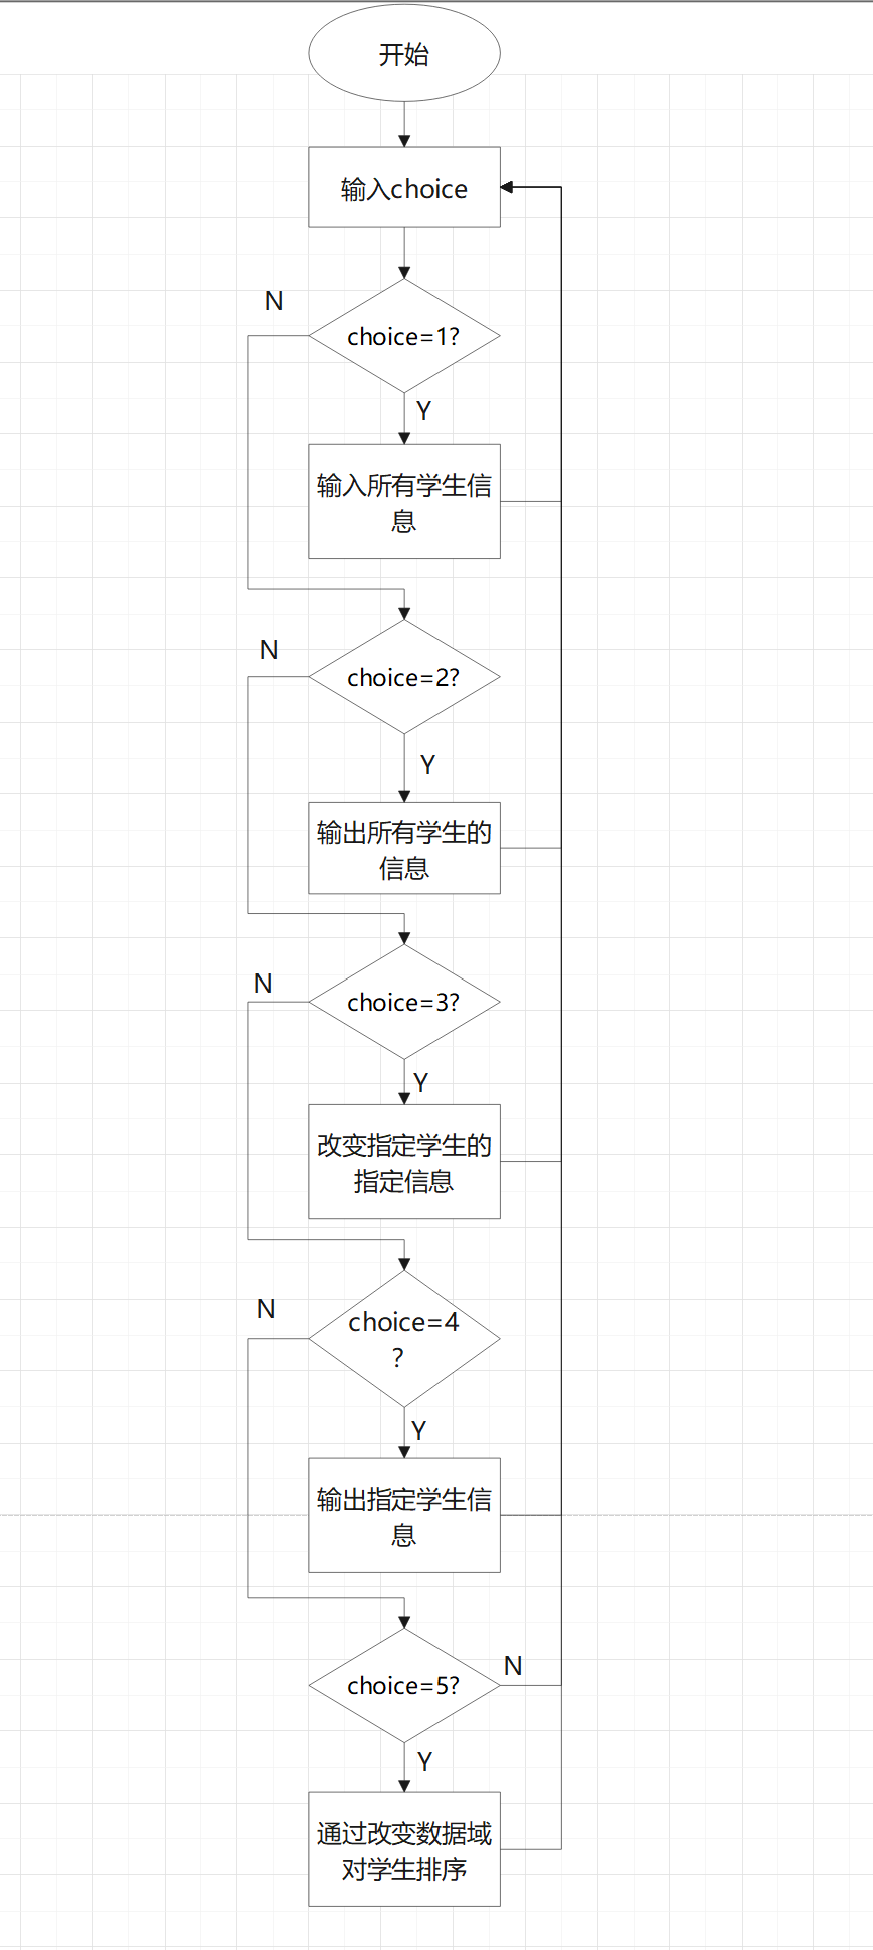 开始
输入choice
N
choice=1?
Y
输入所有学生信
息
N
choice=2?
Y
输出所有学生的
信息
N
choice=3?
Y
改变指定学生的
指定信息
N
choice=4
?
Y
输出指定学生信
息
N
choice=5?
Y
通过改变数据域
对学生排序